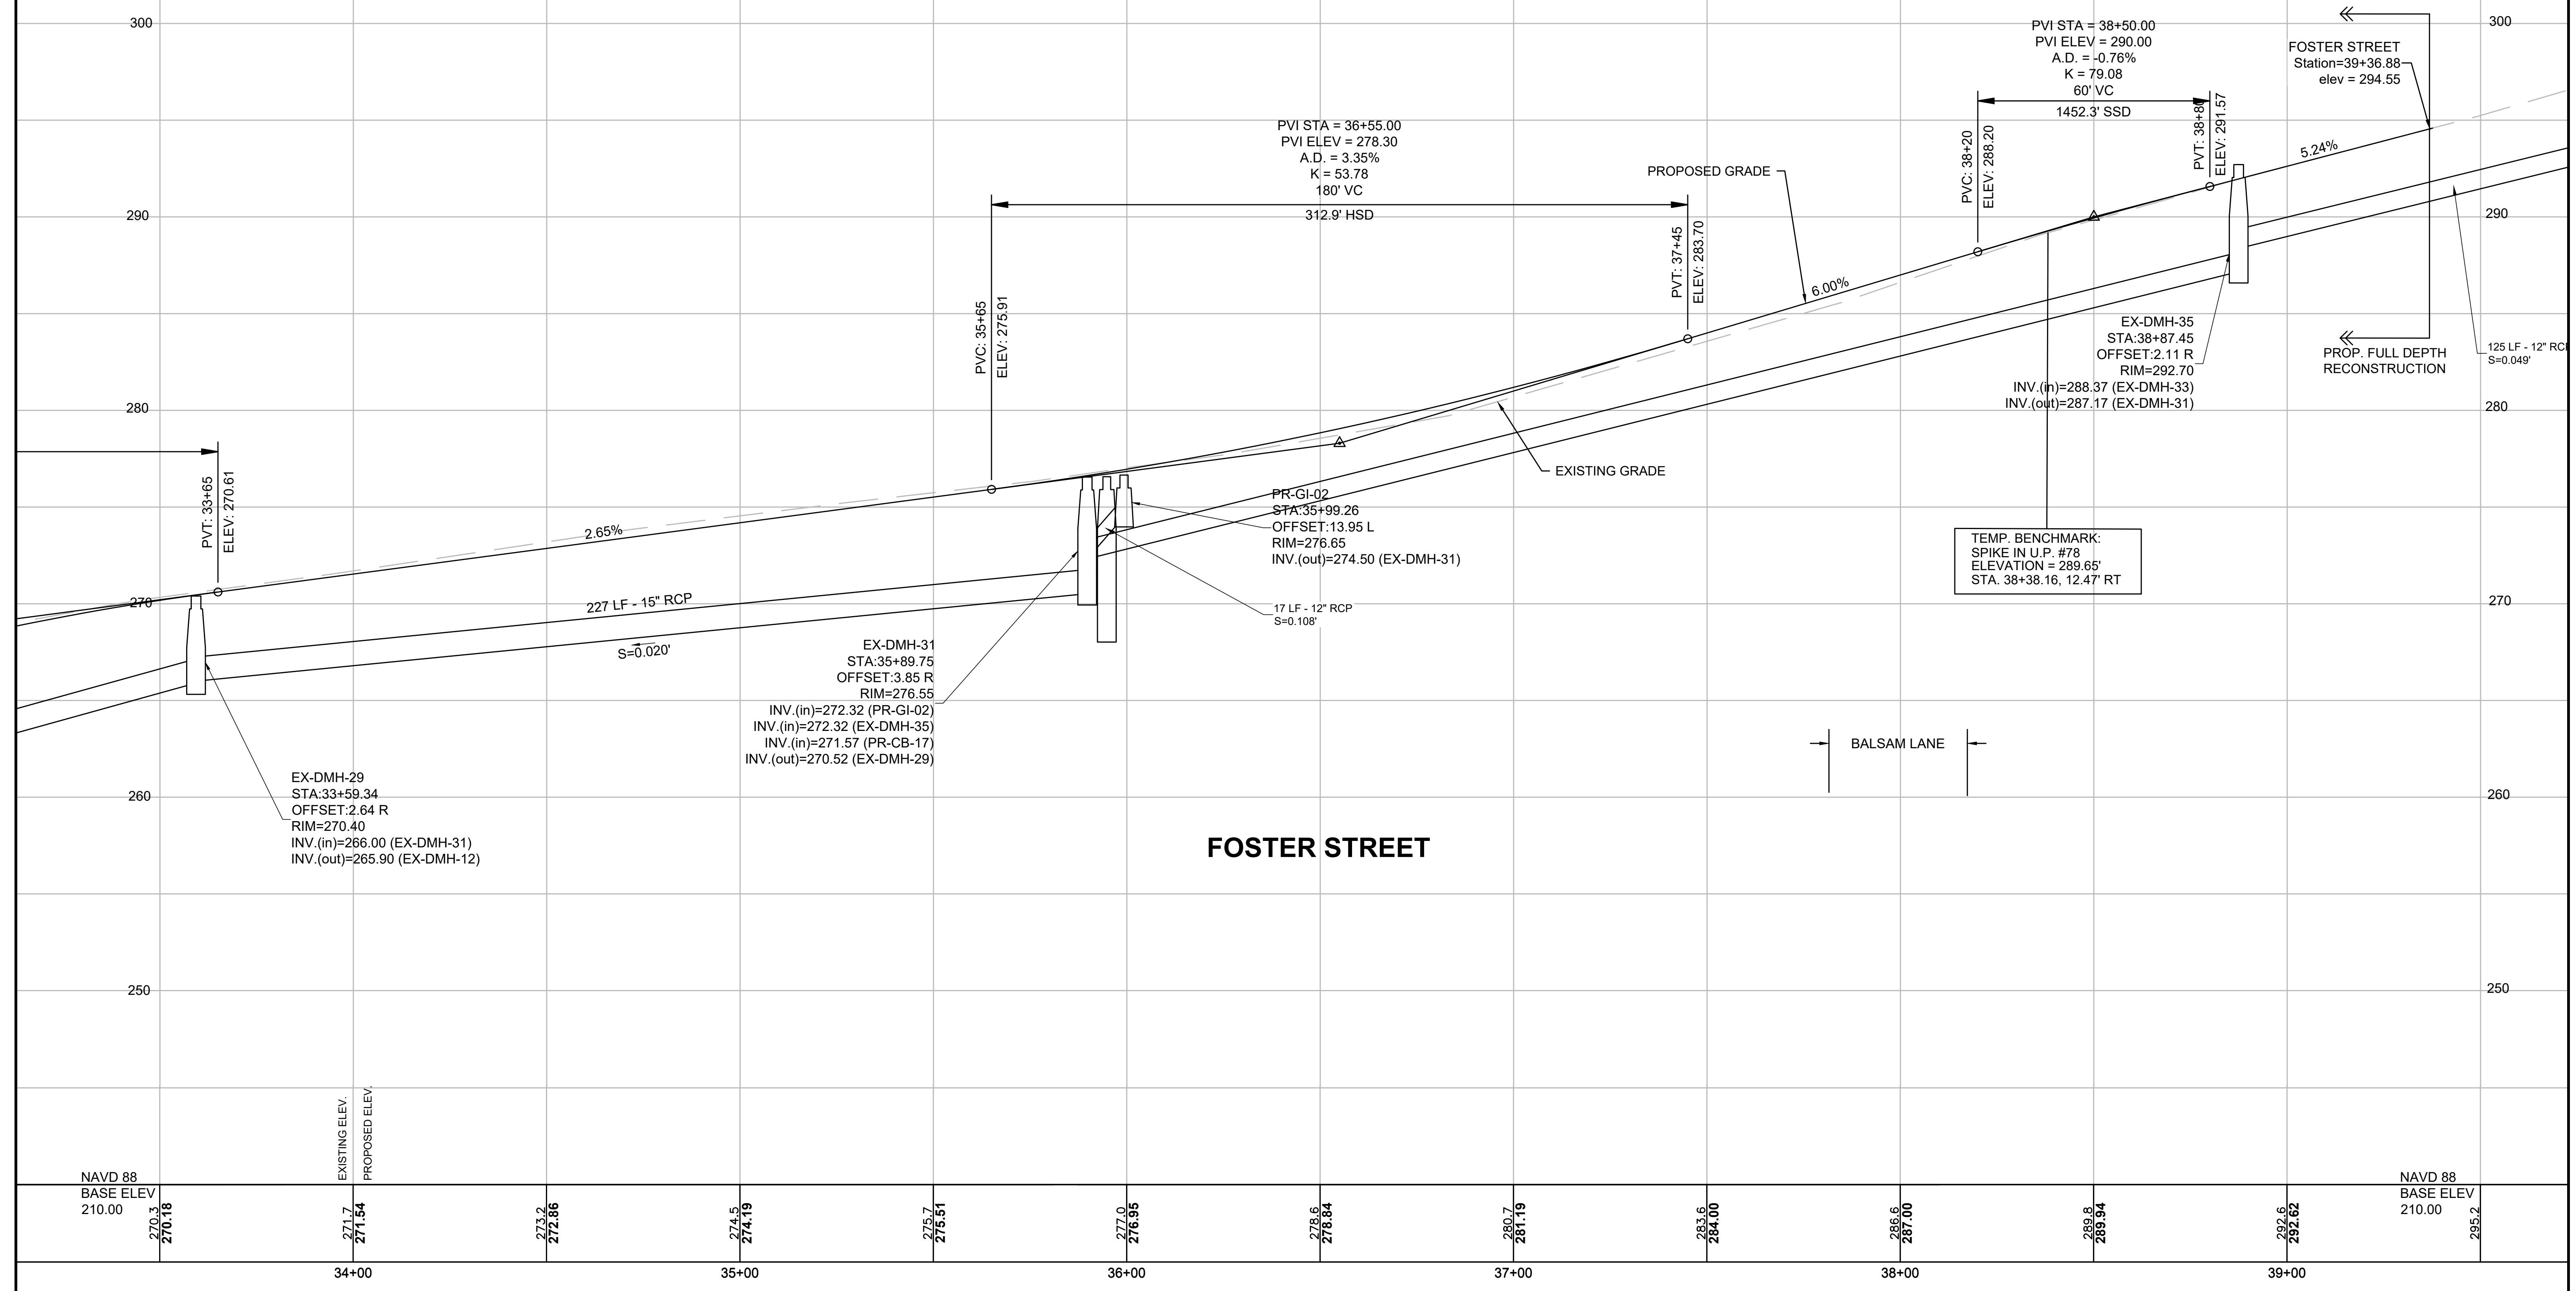 300
290
280
270
260
250
PVT: 33+65
ELEV: 270.61
2.65%
227 LF - 15" RCP
S=0.020'
EX-DMH-29
STA:33+59.34
OFFSET:2.64 R
RIM=270.40
INV.(in)=266.00 (EX-DMH-31)
INV.(out)=265.90 (EX-DMH-12)
PVC: 35+65
ELEV: 275.91
PVI STA = 36+55.00
PVI ELEV = 278.30
A.D. = 3.35%
K = 53.78
180' VC
312.9' HSD
EX-DMH-31
STA:35+89.75
OFFSET:3.85 R
RIM=276.55
INV.(in)=272.32 (PR-GI-02)
INV.(in)=272.32 (EX-DMH-35)
INV.(in)=271.57 (PR-CB-17)
INV.(out)=270.52 (EX-DMH-29)
PR-GI-02
STA:35+99.26
OFFSET:13.95 L
RIM=276.65
INV.(out)=274.50 (EX-DMH-31)
17 LF - 12" RCP
S=0.108'
EXISTING GRADE
PROPOSED GRADE
PVT: 37+45
ELEV: 283.70
6.00%
PVI STA = 38+50.00
PVI ELEV = 290.00
A.D. = -0.76%
K = 79.08
60' VC
1452.3' SSD
PVC: 38+20
ELEV: 288.20
PVT: 38+80
ELEV: 291.57
5.24%
FOSTER STREET
Station=39+36.88
elev = 294.55
EX-DMH-35
STA:38+87.45
OFFSET:2.11 R
RIM=292.70
INV.(in)=288.37 (EX-DMH-33)
INV.(out)=287.17 (EX-DMH-31)
PROP. FULL DEPTH
RECONSTRUCTION
125 LF - 12" RCP
S=0.049'
TEMP. BENCHMARK:
SPIKE IN U.P. #78
ELEVATION = 289.65'
STA. 38+38.16, 12.47' RT
BALSAM LANE
FOSTER STREET
300
290
280
270
260
250
EXISTING ELEV.
PROPOSED ELEV.
NAVD 88
BASE ELEV
210.00
NAVD 88
BASE ELEV
210.00
270.3
270.18
271.7
271.54
273.2
272.86
274.5
274.19
275.7
275.51
277.0
276.95
278.6
278.84
280.7
281.19
283.6
284.00
286.6
287.00
289.8
289.94
292.6
292.62
295.2
34+00
35+00
36+00
37+00
38+00
39+00